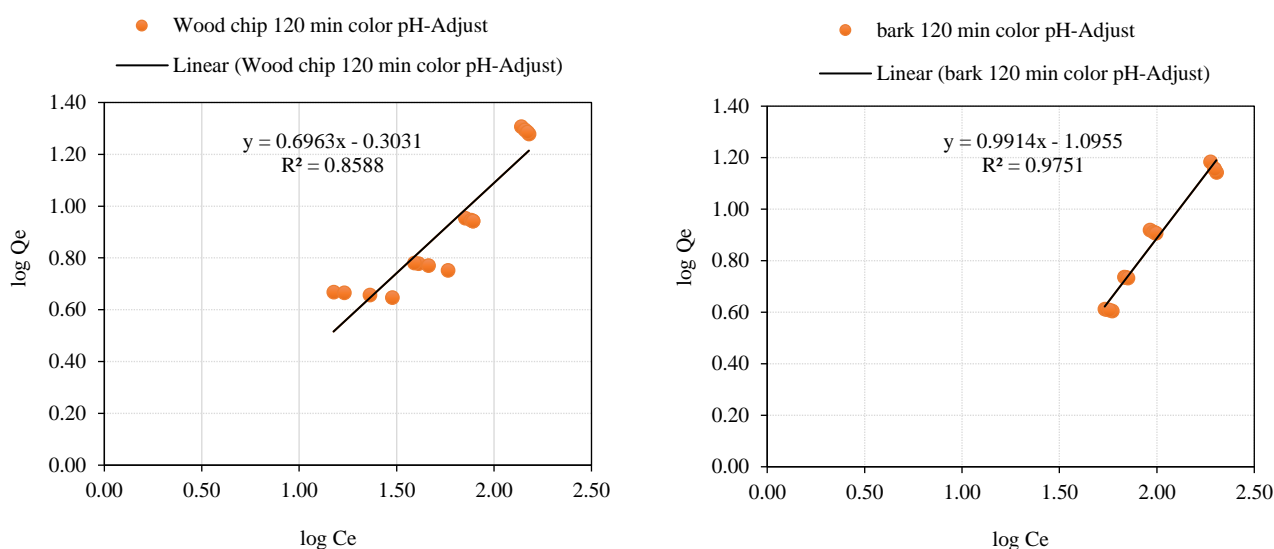 Wood chip 120 min color pH-Adjust
Linear (Wood chip 120 min color pH-Adjust)
1.40
1.20
1.00
0.80
0.60
0.40
0.20
0.00
log Qe
y = 0.6963x - 0.3031
R² = 0.8588
0.00 0.50 1.00 1.50 2.00 2.50
log Ce
bark 120 min color pH-Adjust
Linear (bark 120 min color pH-Adjust)
1.40
1.20
1.00
0.80
0.60
0.40
0.20
0.00
log Qe
y = 0.9914x - 1.0955
R² = 0.9751
0.00 0.50 1.00 1.50 2.00 2.50
log Ce